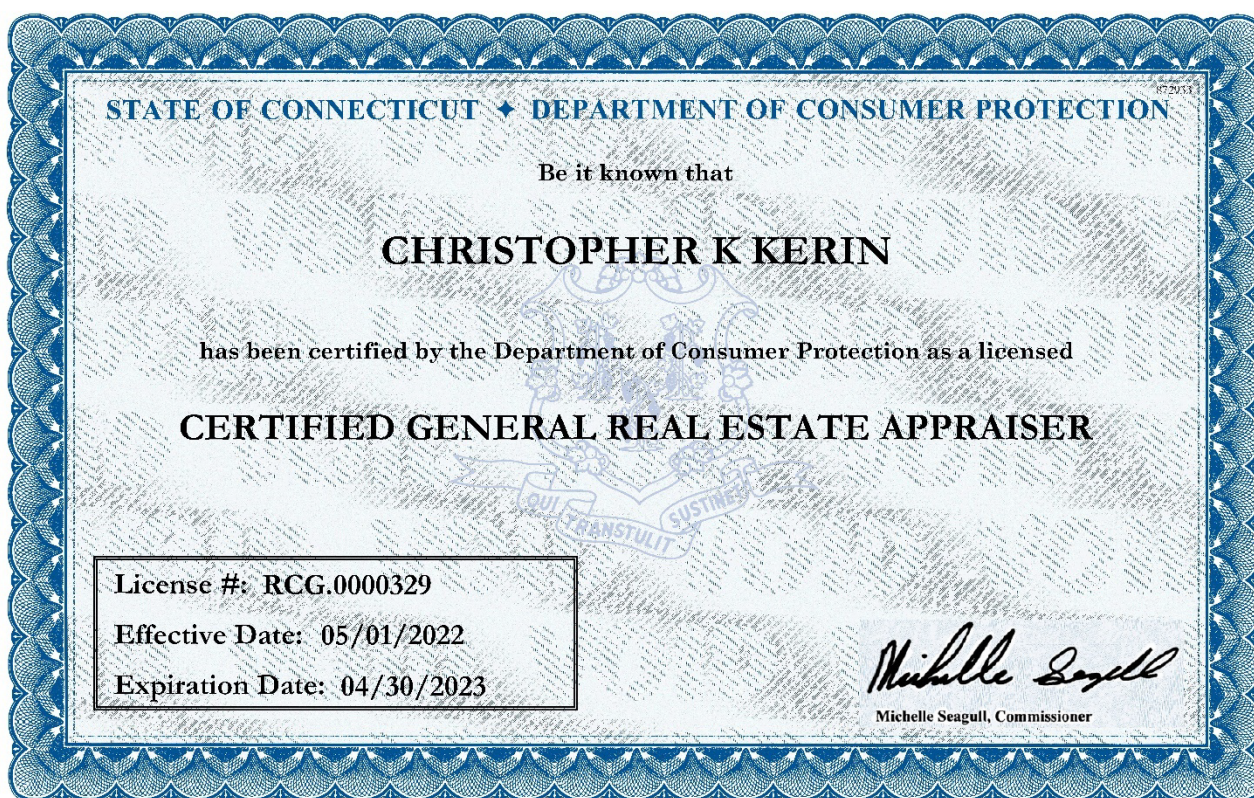 872933
STATE OF CONNECTICUT ✦ DEPARTMENT OF CONSUMER PROTECTION
Be it known that
CHRISTOPHER K KERIN
has been certified by the Department of Consumer Protection as a licensed
CERTIFIED GENERAL REAL ESTATE APPRAISER
QUI TRANSTULIT SUSTINET
License #: RCG.0000329
Effective Date: 05/01/2022
Expiration Date: 04/30/2023
Michelle Seagull
Michelle Seagull, Commissioner